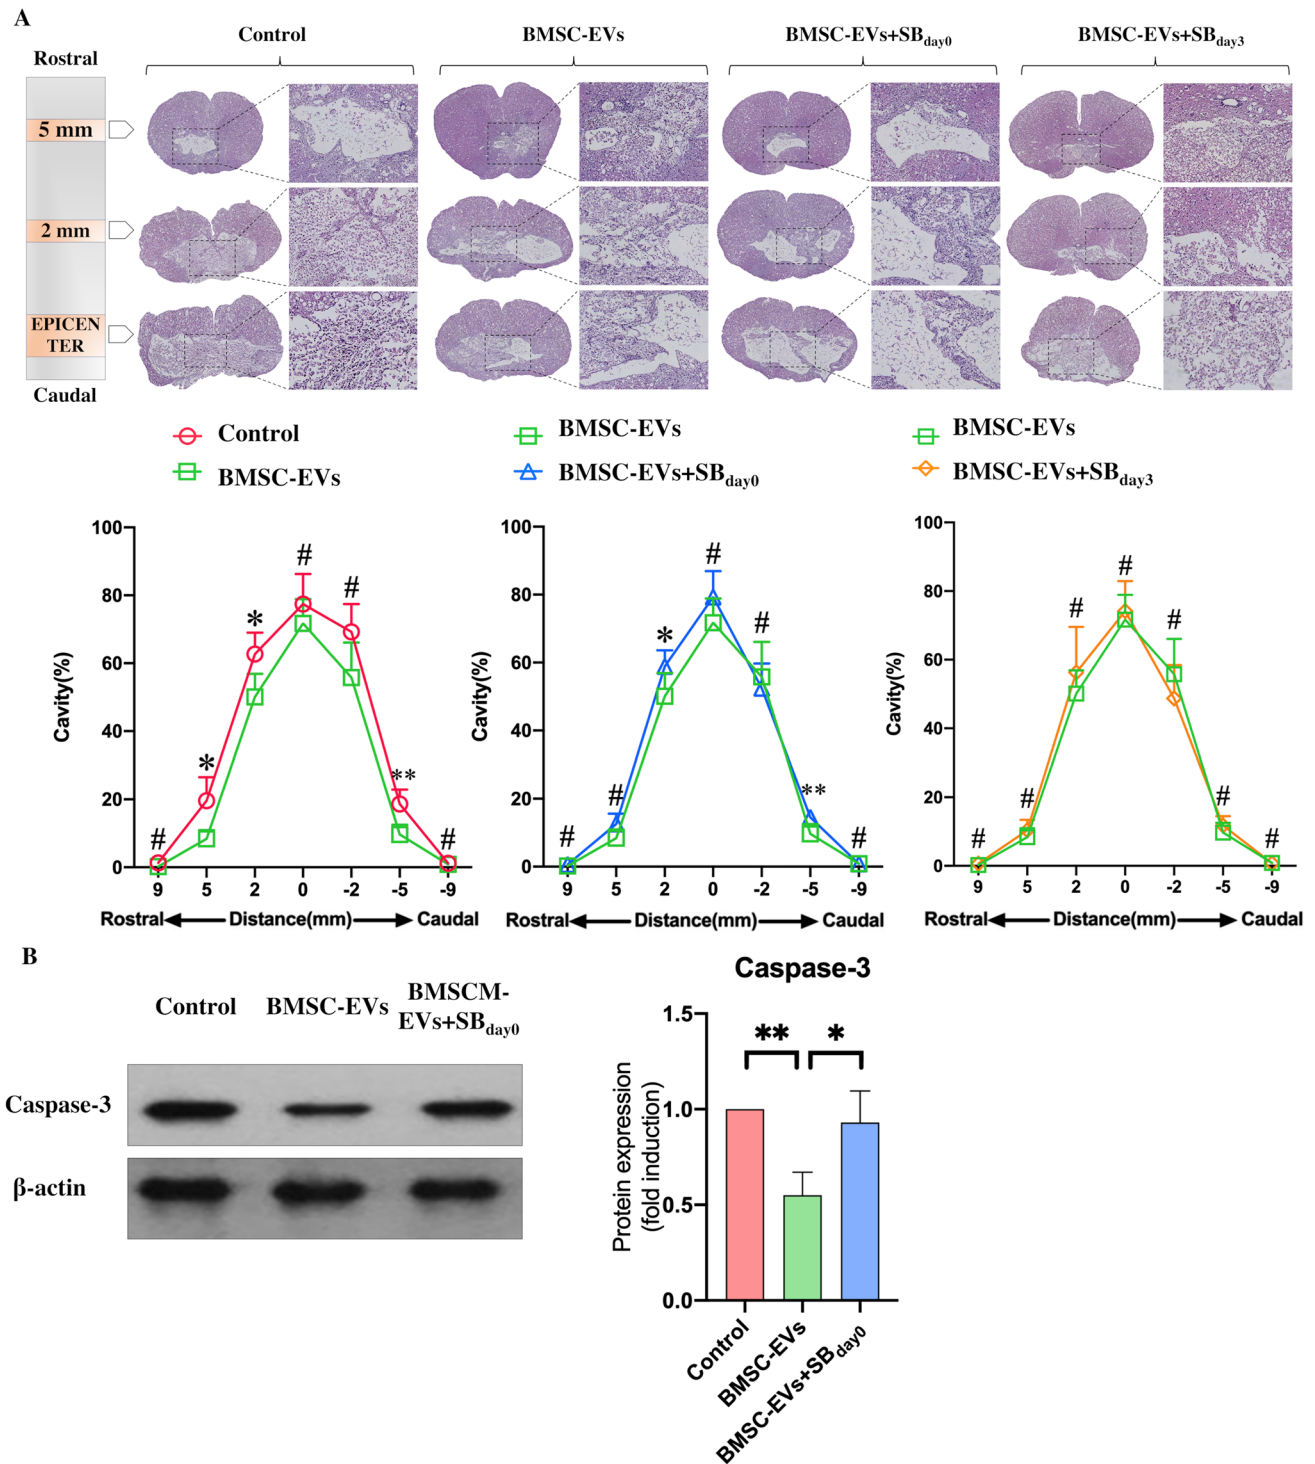 A
Control
BMSC-EVs
BMSC-EVs+SBday0
BMSC-EVs+SBday3
Rostral
5 mm
2 mm
EPICEN
TER
Caudal
Control
BMSC-EVs
BMSC-EVs
BMSC-EVs+SBday0
BMSC-EVs
BMSC-EVs+SBday3
Cavity(%)
100
80
60
40
20
0
# * * # # ** #
9 5 2 0 -2 -5 -9
Rostral Distance(mm) Caudal
Cavity(%)
100
80
60
40
20
0
# # * # # ** #
9 5 2 0 -2 -5 -9
Rostral Distance(mm) Caudal
Cavity(%)
100
80
60
40
20
0
# # # # # # #
9 5 2 0 -2 -5 -9
Rostral Distance(mm) Caudal
B
Control
BMSC-EVs
BMSCM-
EVs+SBday0
Caspase-3
β-actin
Caspase-3
Protein expression
(fold induction)
1.5
1.0
0.5
0.0
** *
Control
BMSC-EVs
BMSC-EVs+SBday0